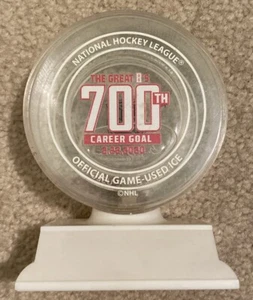 NATIONAL HOCKEY LEAGUE®
THE GREAT 8's
700TH
CAREER GOAL
OFFICIAL GAME-USED ICE
©NHL